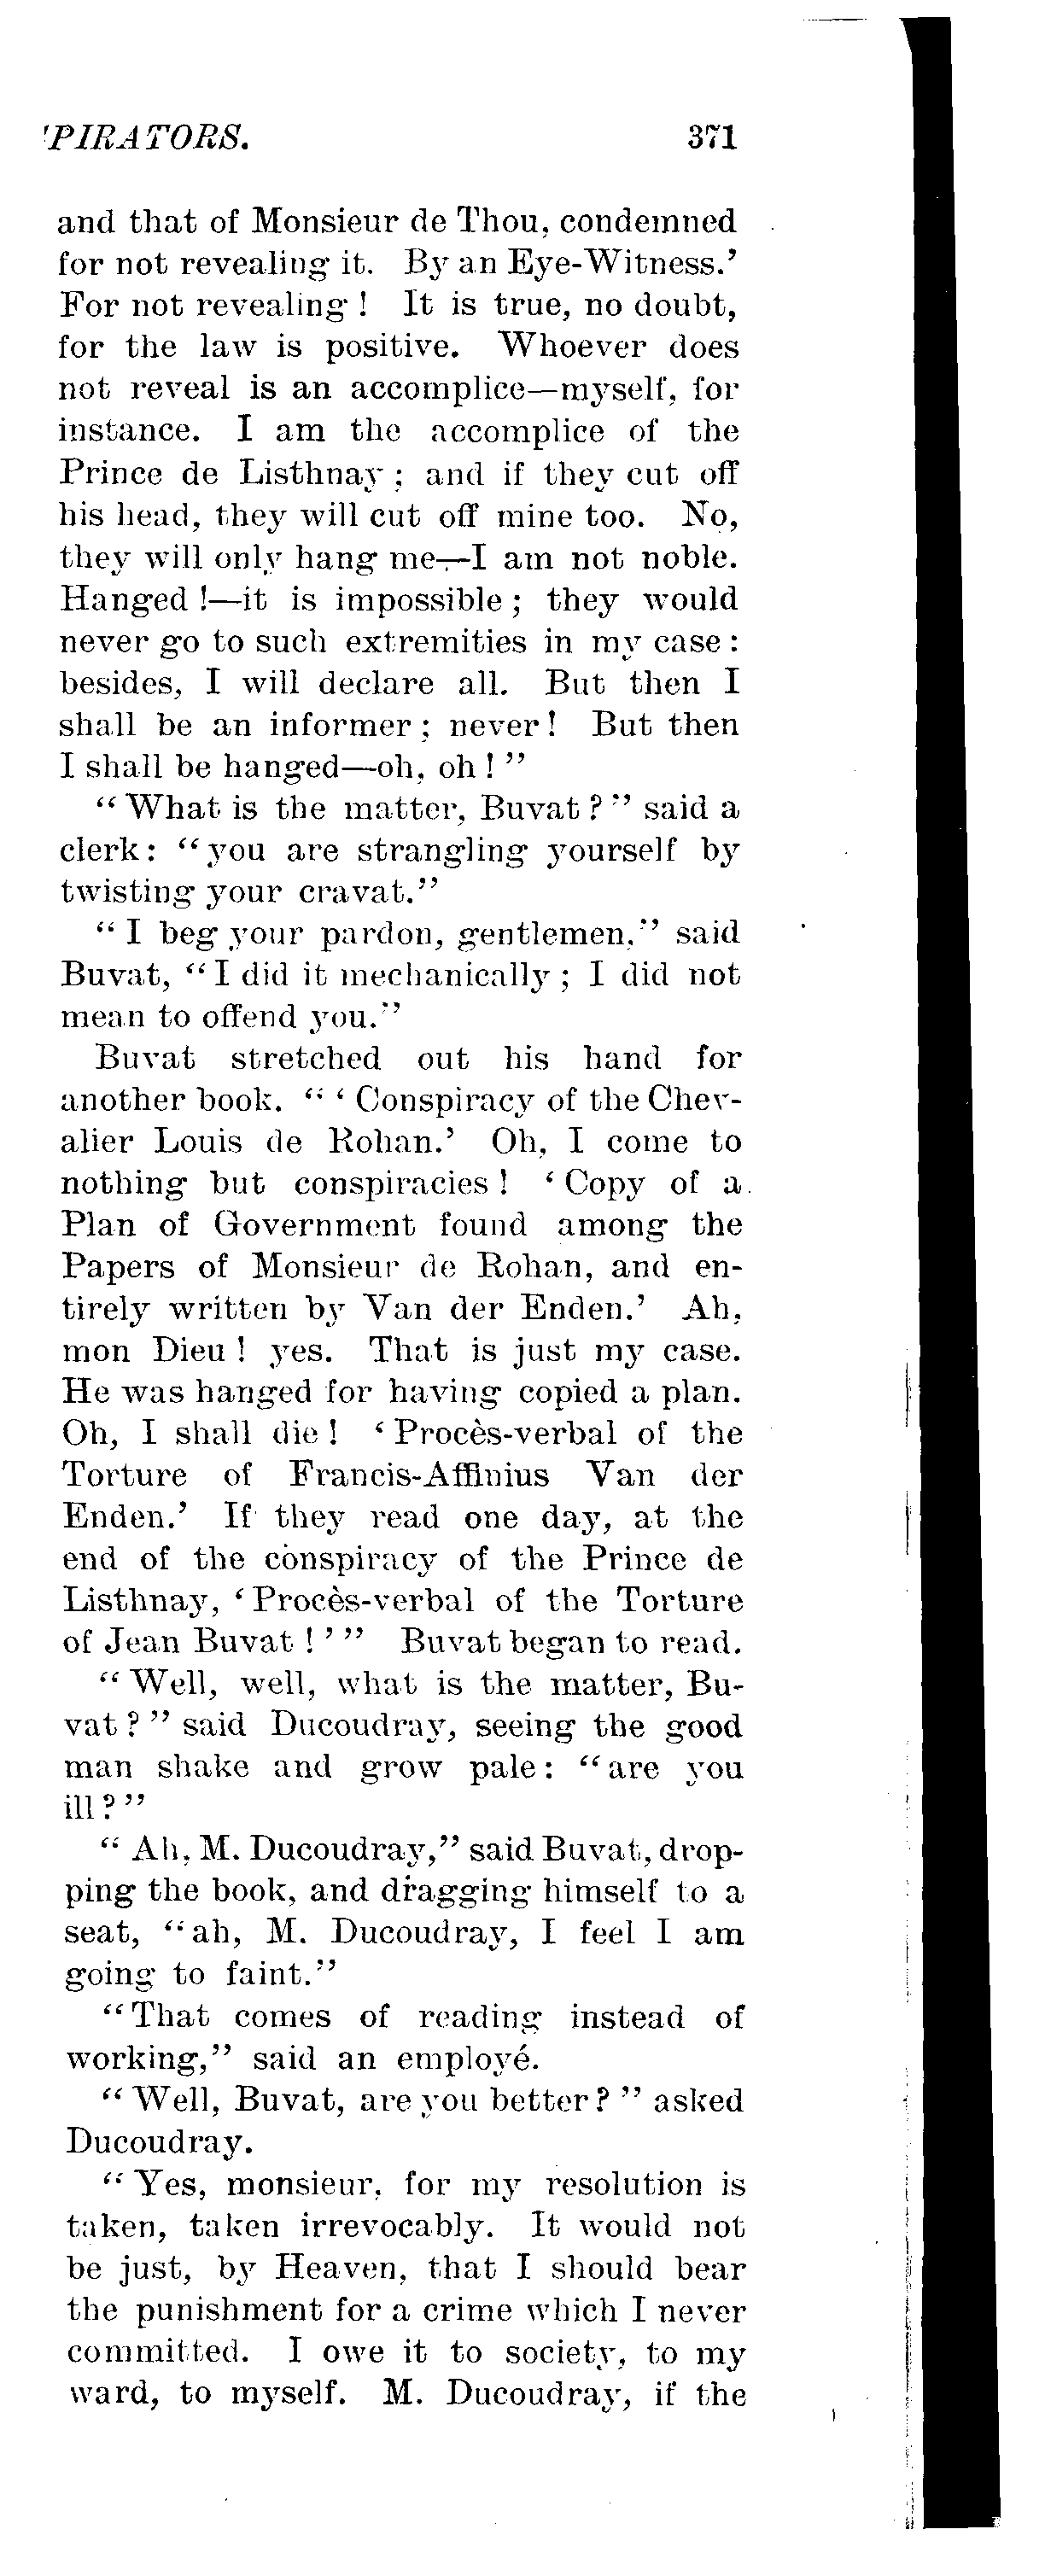 'PIRATORS. 371
and that of Monsieur de Thou, condemned
for not revealing it. By an Eye-Witness.'
For not revealing! It is true, no doubt,
for the law is positive. Whoever does
not reveal is an accomplice—myself, for
instance. I am the accomplice of the
Prince de Listhnay; and if they cut off
his head, they will cut off mine too. No,
they will only hang me—I am not noble.
Hanged!—it is impossible; they would
never go to such extremities in my case:
besides, I will declare all. But then I
shall be an informer; never! But then
I shall be hanged—oh, oh!"
"What is the matter, Buvat?" said a
clerk: "you are strangling yourself by
twisting your cravat."
"I beg your pardon, gentlemen," said
Buvat, "I did it mechanically; I did not
mean to offend you."
Buvat stretched out his hand for
another book. "'Conspiracy of the Chev-
alier Louis de Rohan.' Oh, I come to
nothing but conspiracies! 'Copy of a
Plan of Government found among the
Papers of Monsieur de Rohan, and en-
tirely written by Van der Enden.' Ah,
mon Dieu! yes. That is just my case.
He was hanged for having copied a plan.
Oh, I shall die! 'Procès-verbal of the
Torture of Francis-Affinius Van der
Enden.' If they read one day, at the
end of the conspiracy of the Prince de
Listhnay, 'Procès-verbal of the Torture
of Jean Buvat!'" Buvat began to read.
"Well, well, what is the matter, Bu-
vat?" said Ducoudray, seeing the good
man shake and grow pale: "are you
ill?"
"Ah, M. Ducoudray," said Buvat, drop-
ping the book, and dragging himself to a
seat, "ah, M. Ducoudray, I feel I am
going to faint."
"That comes of reading instead of
working," said an employé.
"Well, Buvat, are you better?" asked
Ducoudray.
"Yes, monsieur, for my resolution is
taken, taken irrevocably. It would not
be just, by Heaven, that I should bear
the punishment for a crime which I never
committed. I owe it to society, to my
ward, to myself. M. Ducoudray, if the